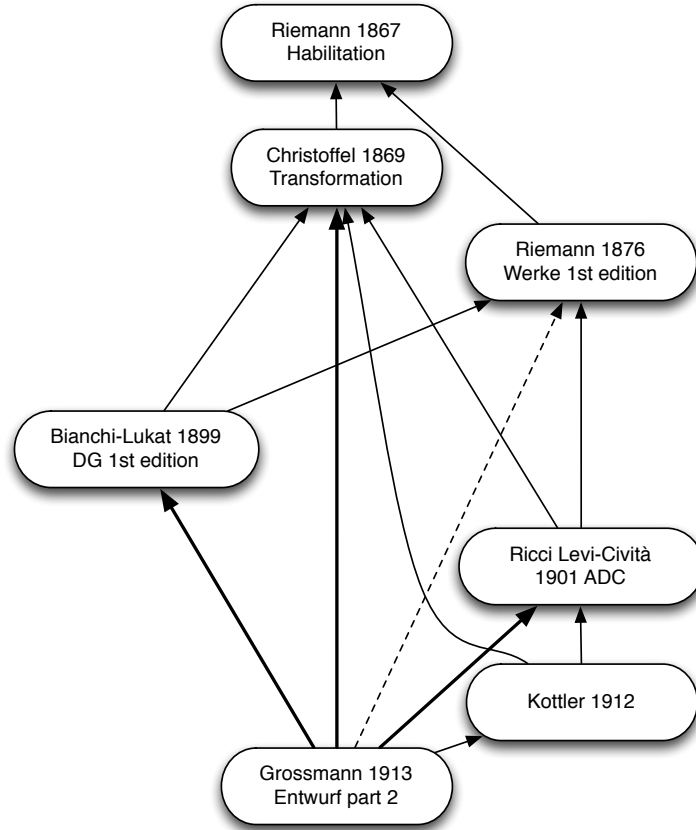 Riemann 1867
Habilitation
Christoffel 1869
Transformation
Riemann 1876
Werke 1st edition
Bianchi-Lukat 1899
DG 1st edition
Ricci Levi-Cività
1901 ADC
Kottler 1912
Grossmann 1913
Entwurf part 2